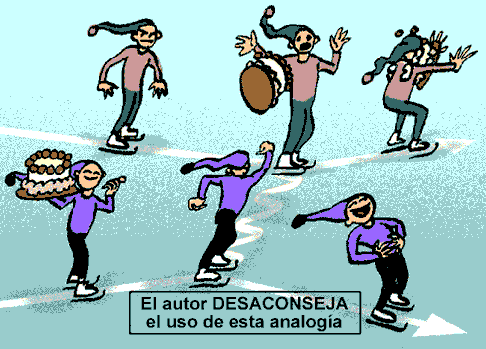 El autor DESACONSEJA
el uso de esta analogía